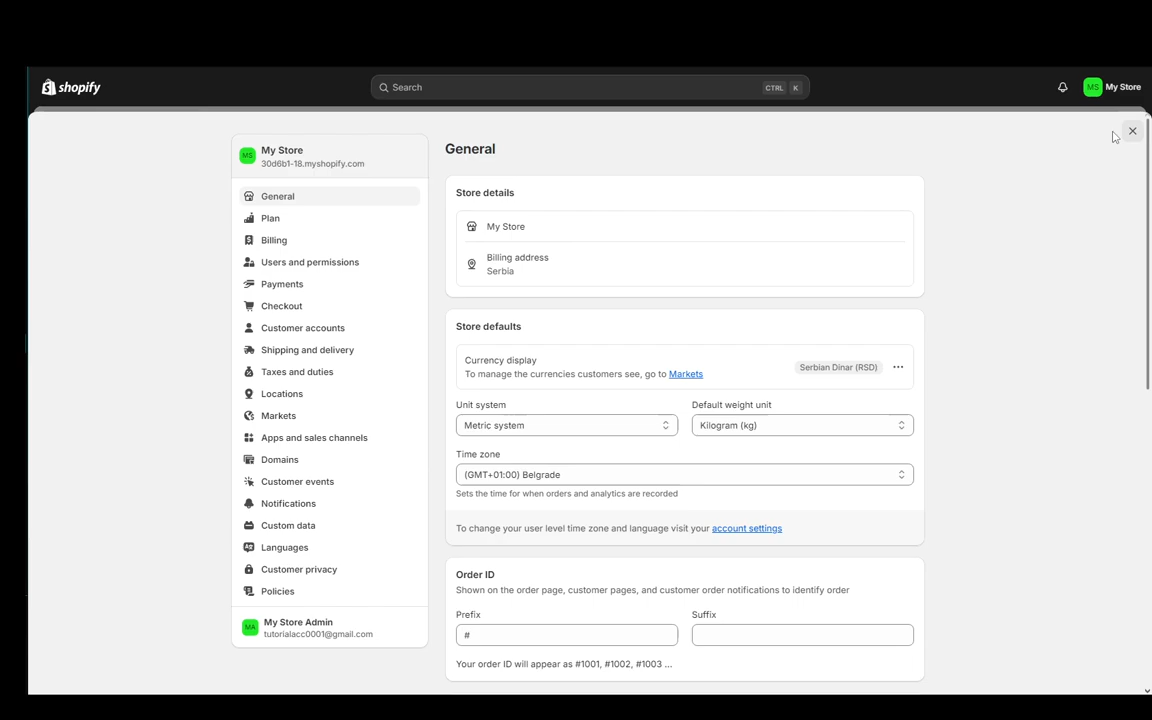 shopify
Search
CTRL K
MS My Store
MS My Store
30d6b1-18.myshopify.com
General
Plan
Billing
Users and permissions
Payments
Checkout
Customer accounts
Shipping and delivery
Taxes and duties
Locations
Markets
Apps and sales channels
Domains
Customer events
Notifications
Custom data
Languages
Customer privacy
Policies
MA My Store Admin
tutorialacc0001@gmail.com
General
Store details
My Store
Billing address
Serbia
Store defaults
Currency display
To manage the currencies customers see, go to Markets
Serbian Dinar (RSD)
Unit system
Default weight unit
Metric system
Kilogram (kg)
Time zone
(GMT+01:00) Belgrade
Sets the time for when orders and analytics are recorded
To change your user level time zone and language visit your account settings
Order ID
Shown on the order page, customer pages, and customer order notifications to identify order
Prefix
Suffix
#
Your order ID will appear as #1001, #1002, #1003 ...